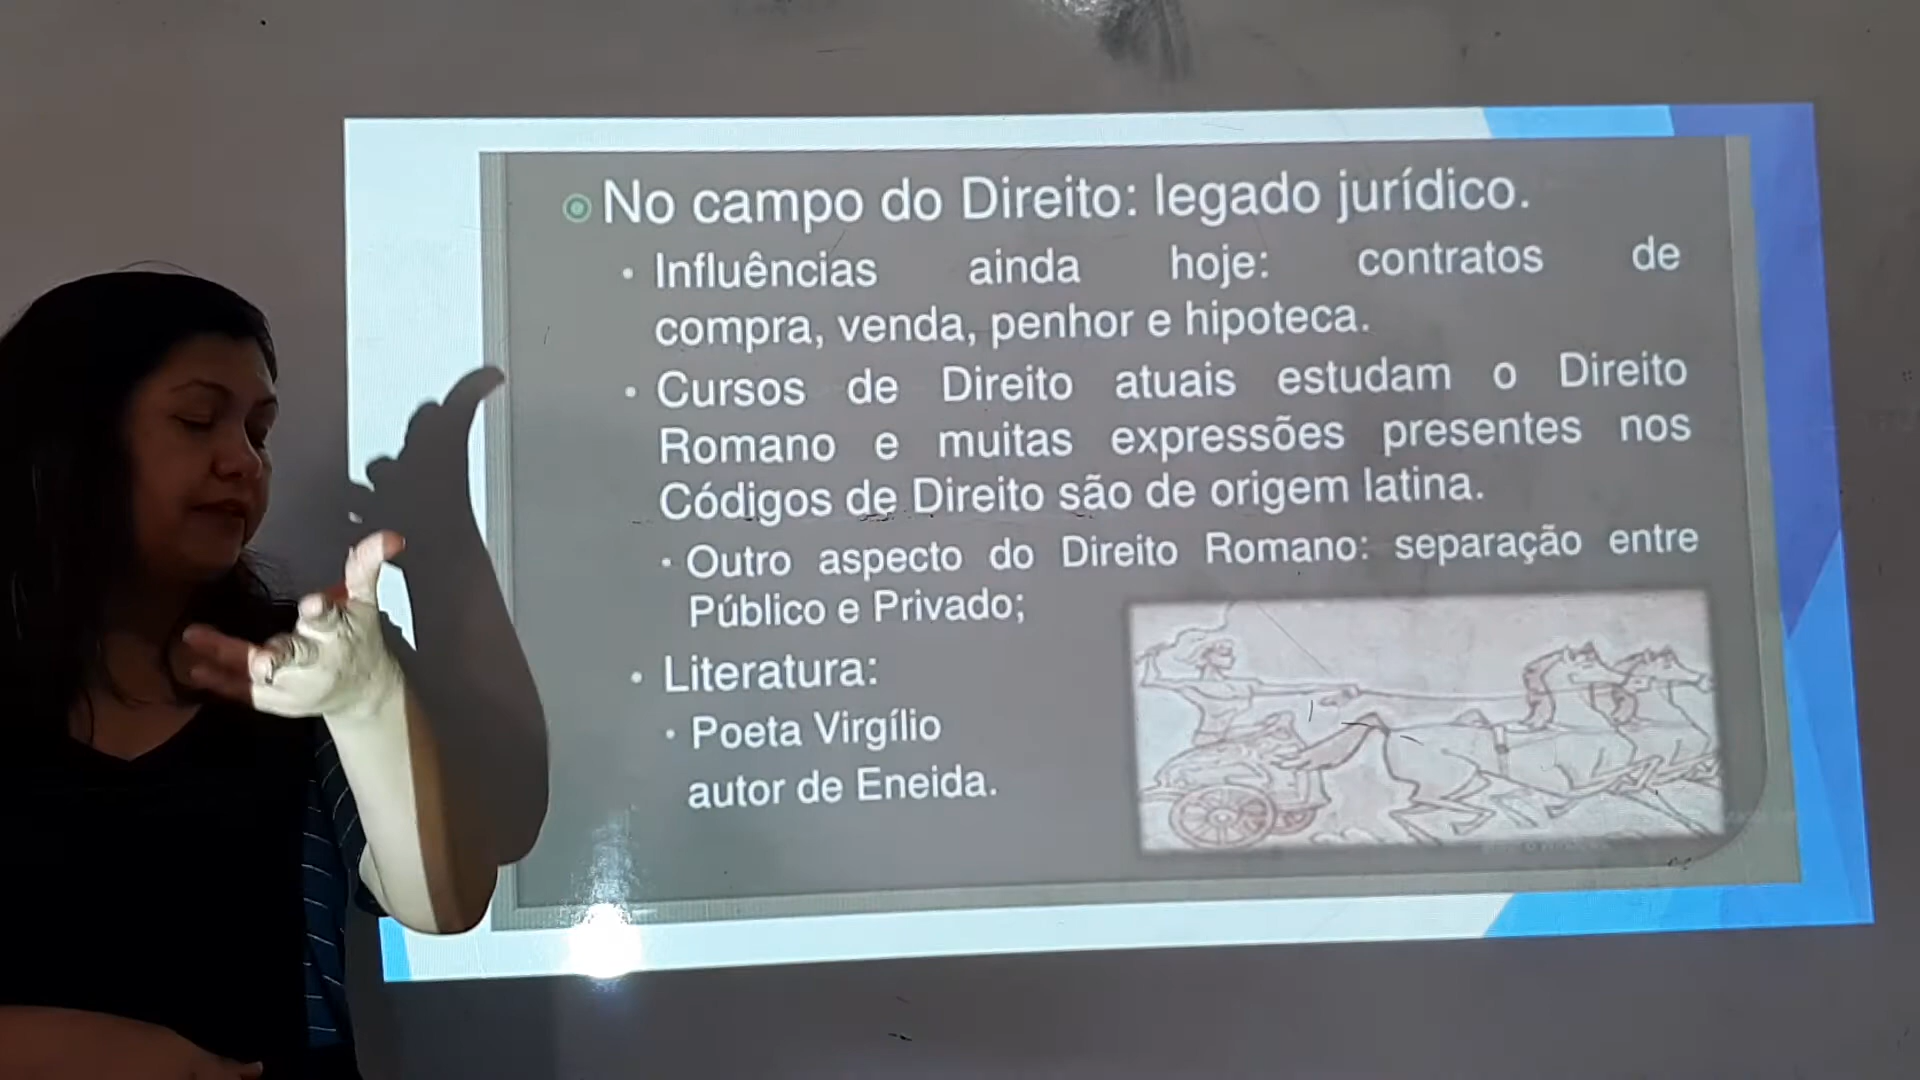 No campo do Direito: legado jurídico.
• Influências ainda hoje: contratos de
compra, venda, penhor e hipoteca.
• Cursos de Direito atuais estudam o Direito
Romano e muitas expressões presentes nos
Códigos de Direito são de origem latina.
• Outro aspecto do Direito Romano: separação entre
Público e Privado;
• Literatura:
• Poeta Virgílio
autor de Eneida.